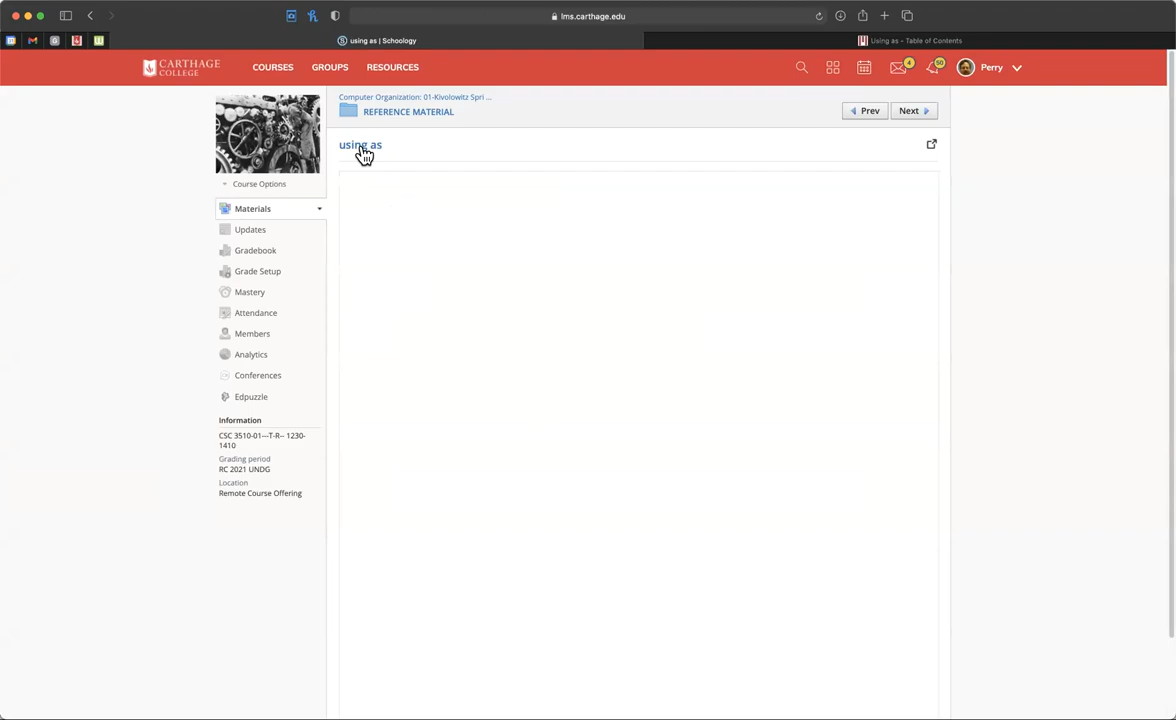 lms.carthage.edu
using as | Schoology
Using as - Table of Contents
CARTHAGE
COLLEGE
COURSES
GROUPS
RESOURCES
4
50
Perry
Computer Organization: 01-Kivolowitz Spri ...
REFERENCE MATERIAL
Prev
Next
using as
Course Options
Materials
Updates
Gradebook
Grade Setup
Mastery
Attendance
Members
Analytics
Conferences
Edpuzzle
Information
CSC 3510-01---T-R-- 1230-
1410
Grading period
RC 2021 UNDG
Location
Remote Course Offering